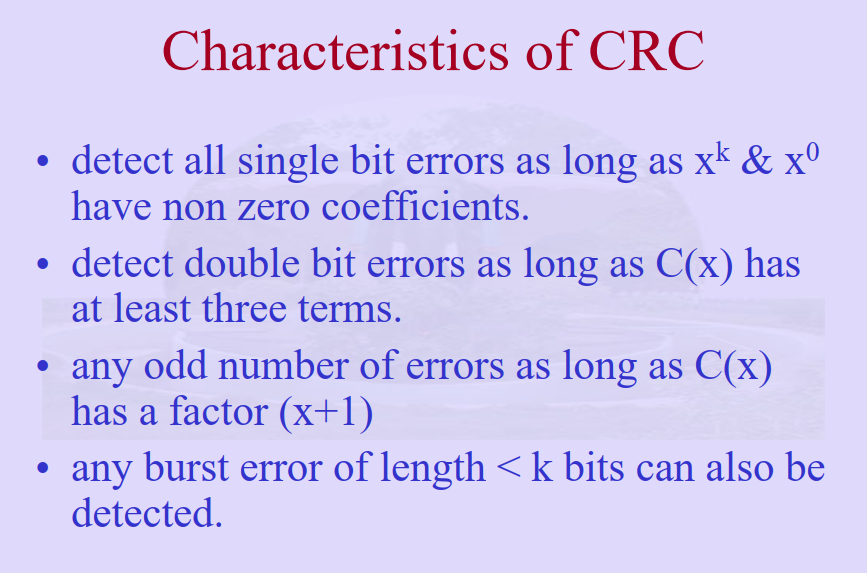 Characteristics of CRC
• detect all single bit errors as long as xᵏ & x⁰
have non zero coefficients.
• detect double bit errors as long as C(x) has
at least three terms.
• any odd number of errors as long as C(x)
has a factor (x+1)
• any burst error of length < k bits can also be
detected.